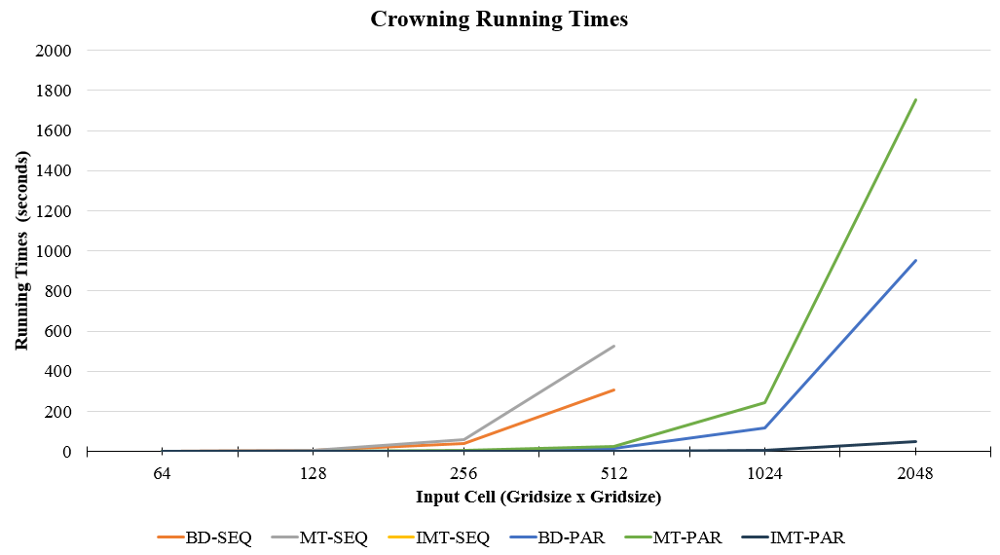 Crowning Running Times
2000
1800
1600
1400
1200
1000
800
600
400
200
0
Running Times (seconds)
64 128 256 512 1024 2048
Input Cell (Gridsize x Gridsize)
BD-SEQ MT-SEQ IMT-SEQ BD-PAR MT-PAR IMT-PAR